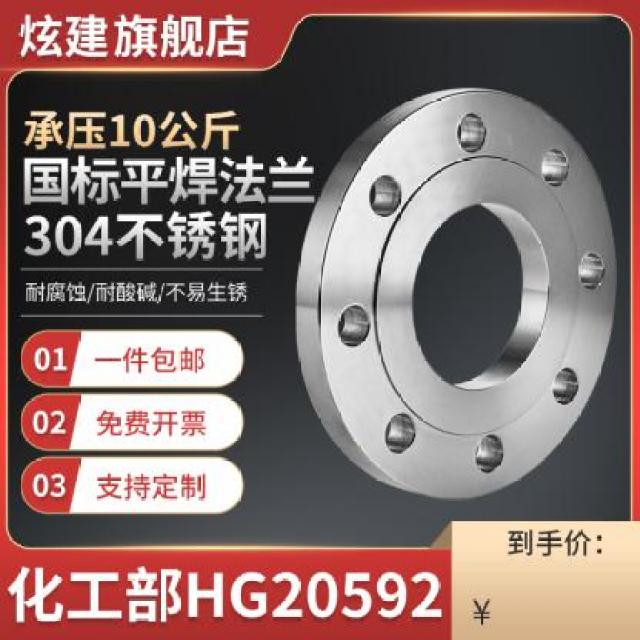 炫建旗舰店
承压10公斤
国标平焊法兰
304不锈钢
耐腐蚀/耐酸碱/不易生锈
01 一件包邮
02 免费开票
03 支持定制
到手价：
￥
化工部HG20592